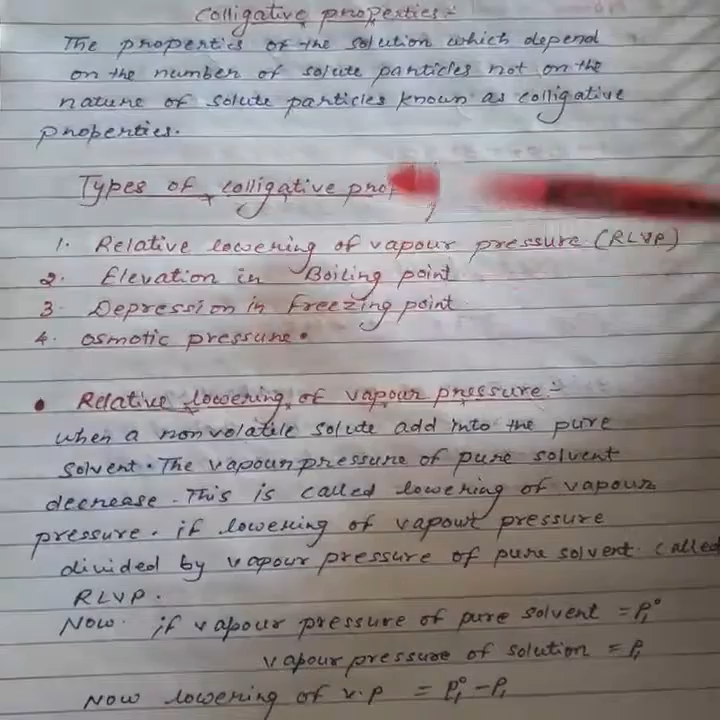 Colligative properties:-
The properties of the solution which depend
on the number of solute particles not on the
nature of solute particles known as colligative
properties.
Types of colligative prop
1. Relative lowering of vapour pressure (RLVP)
2. Elevation in Boiling point
3. Depression in freezing point
4. osmotic pressure.
• Relative lowering of vapour pressure:-
when a nonvolatile solute add into the pure
solvent. The vapour pressure of pure solvent
decrease. This is called lowering of vapour
pressure. if lowering of vapour pressure
divided by vapour pressure of pure solvent. called
RLVP.
Now. if vapour pressure of pure solvent = P₁°
vapour pressure of solution = P₁
Now lowering of v.p = P₁° - P₁